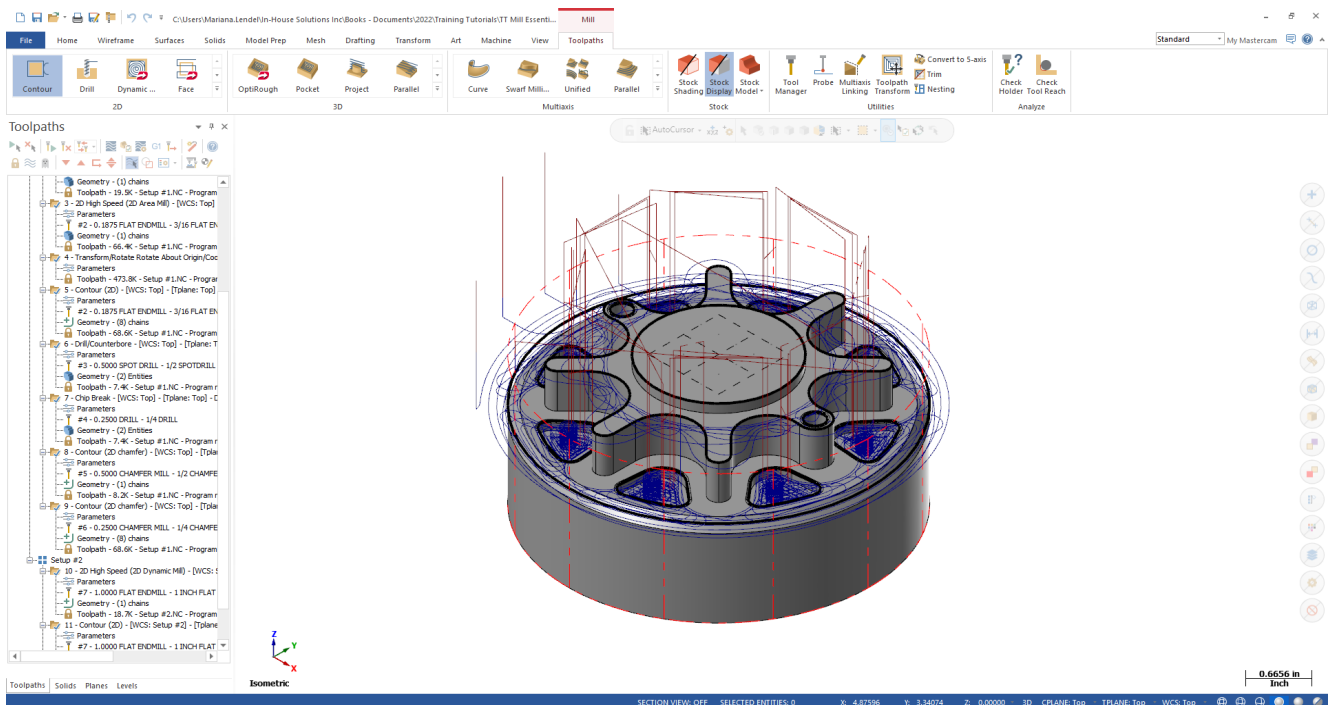 C:\Users\Mariana.Lendel\In-House Solutions Inc\Books - Documents\2022\Training Tutorials\TT Mill Essenti...
Mill
File Home Wireframe Surfaces Solids Model Prep Mesh Drafting Transform Art Machine View Toolpaths
Standard
My Mastercam
Contour Drill Dynamic ... Face
OptiRough Pocket Project Parallel
Curve Swarf Milli... Unified Parallel
Stock Shading
Stock Display
Stock Model
Tool Manager
Probe
Multiaxis Linking
Toolpath Transform
Convert to 5-axis
Trim
Nesting
Check Holder
Check Tool Reach
2D 3D Multiaxis Stock Utilities Analyze
Toolpaths
AutoCursor
G1
Geometry - (1) chains
Toolpath - 19.5K - Setup #1.NC - Program
3 - 2D High Speed (2D Area Mill) - [WCS: Top]
Parameters
#2 - 0.1875 FLAT ENDMILL - 3/16 FLAT EN
Geometry - (1) chains
Toolpath - 66.4K - Setup #1.NC - Program
4 - Transform/Rotate Rotate About Origin/Coo
Parameters
Toolpath - 473.8K - Setup #1.NC - Progra
5 - Contour (2D) - [WCS: Top] - [Tplane: Top]
Parameters
#2 - 0.1875 FLAT ENDMILL - 3/16 FLAT EN
Geometry - (8) chains
Toolpath - 68.6K - Setup #1.NC - Program
6 - Drill/Counterbore - [WCS: Top] - [Tplane: T
Parameters
#3 - 0.5000 SPOT DRILL - 1/2 SPOTDRILL
Geometry - (2) Entities
Toolpath - 7.4K - Setup #1.NC - Program r
7 - Chip Break - [WCS: Top] - [Tplane: Top] - D
Parameters
#4 - 0.2500 DRILL - 1/4 DRILL
Geometry - (2) Entities
Toolpath - 7.4K - Setup #1.NC - Program r
8 - Contour (2D chamfer) - [WCS: Top] - [Tpla
Parameters
#5 - 0.5000 CHAMFER MILL - 1/2 CHAMFE
Geometry - (1) chains
Toolpath - 8.2K - Setup #1.NC - Program r
9 - Contour (2D chamfer) - [WCS: Top] - [Tpla
Parameters
#6 - 0.2500 CHAMFER MILL - 1/4 CHAMFE
Geometry - (8) chains
Toolpath - 68.6K - Setup #1.NC - Program
Setup #2
10 - 2D High Speed (2D Dynamic Mill) - [WCS: S
Parameters
#7 - 1.0000 FLAT ENDMILL - 1 INCH FLAT
Geometry - (1) chains
Toolpath - 18.7K - Setup #2.NC - Program
11 - Contour (2D) - [WCS: Setup #2] - [Tplane
Parameters
#7 - 1.0000 FLAT ENDMILL - 1 INCH FLAT
Z
Y
X
Isometric
0.6656 in
Inch
Toolpaths Solids Planes Levels
SECTION VIEW: OFF SELECTED ENTITIES: 0 X: 4.87596 Y: 3.34074 Z: 0.00000 3D CPLANE: Top TPLANE: Top WCS: Top